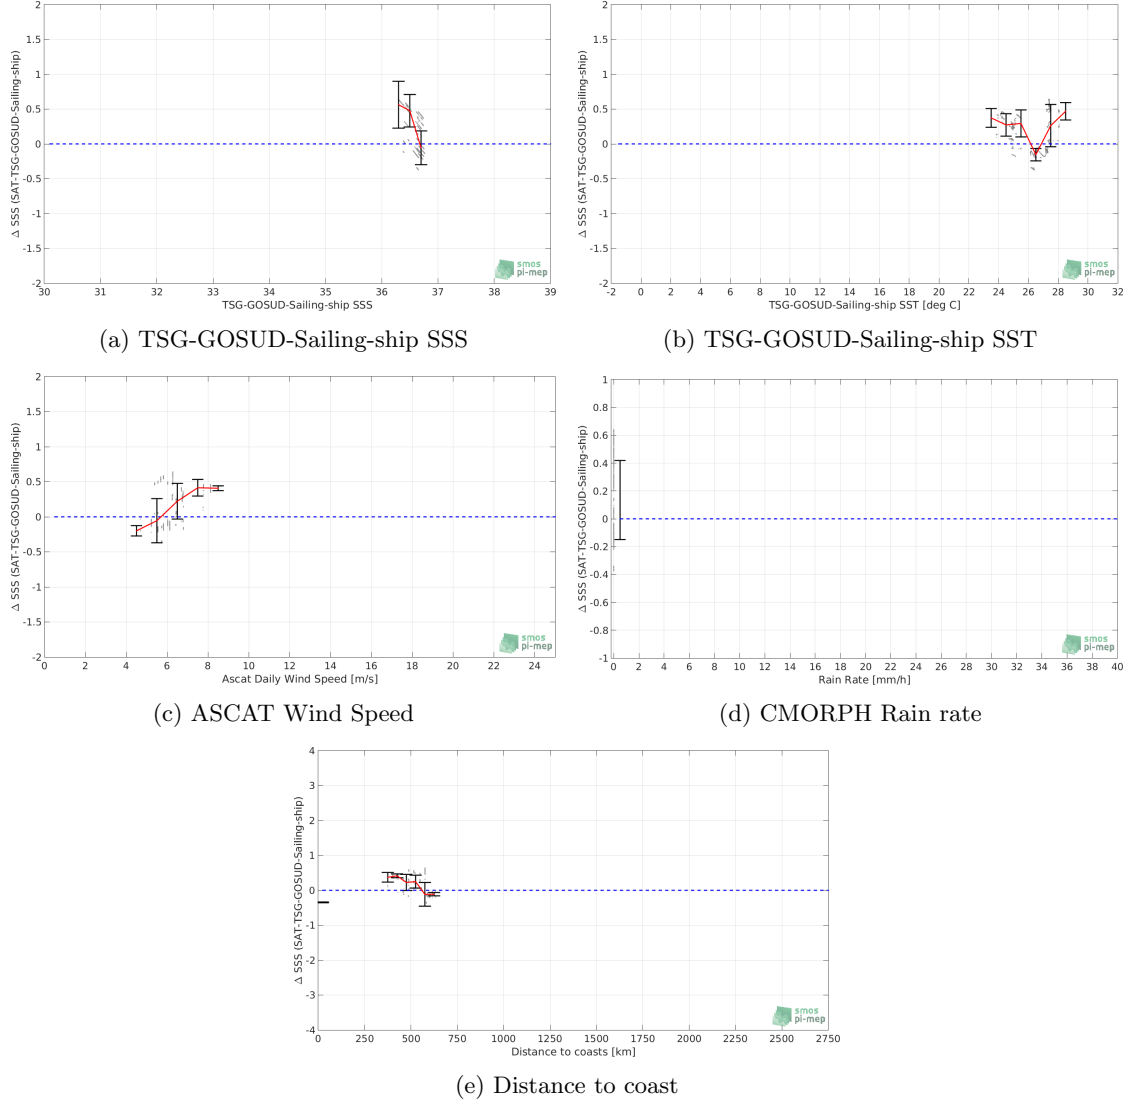 2
1.5
1
0.5
0
-0.5
-1
-1.5
-2
Δ SSS (SAT-TSG-GOSUD-Sailing-ship)
30 31 32 33 34 35 36 37 38 39
TSG-GOSUD-Sailing-ship SSS
smos
pi-mep
(a) TSG-GOSUD-Sailing-ship SSS
2
1.5
1
0.5
0
-0.5
-1
-1.5
-2
Δ SSS (SAT-TSG-GOSUD-Sailing-ship)
-2 0 2 4 6 8 10 12 14 16 18 20 22 24 26 28 30 32
TSG-GOSUD-Sailing-ship SST [deg C]
smos
pi-mep
(b) TSG-GOSUD-Sailing-ship SST
2
1.5
1
0.5
0
-0.5
-1
-1.5
-2
Δ SSS (SAT-TSG-GOSUD-Sailing-ship)
0 2 4 6 8 10 12 14 16 18 20 22 24
Ascat Daily Wind Speed [m/s]
smos
pi-mep
(c) ASCAT Wind Speed
1
0.8
0.6
0.4
0.2
0
-0.2
-0.4
-0.6
-0.8
-1
Δ SSS (SAT-TSG-GOSUD-Sailing-ship)
0 2 4 6 8 10 12 14 16 18 20 22 24 26 28 30 32 34 36 38 40
Rain Rate [mm/h]
smos
pi-mep
(d) CMORPH Rain rate
4
3
2
1
0
-1
-2
-3
-4
Δ SSS (SAT-TSG-GOSUD-Sailing-ship)
0 250 500 750 1000 1250 1500 1750 2000 2250 2500 2750
Distance to coasts [km]
smos
pi-mep
(e) Distance to coast